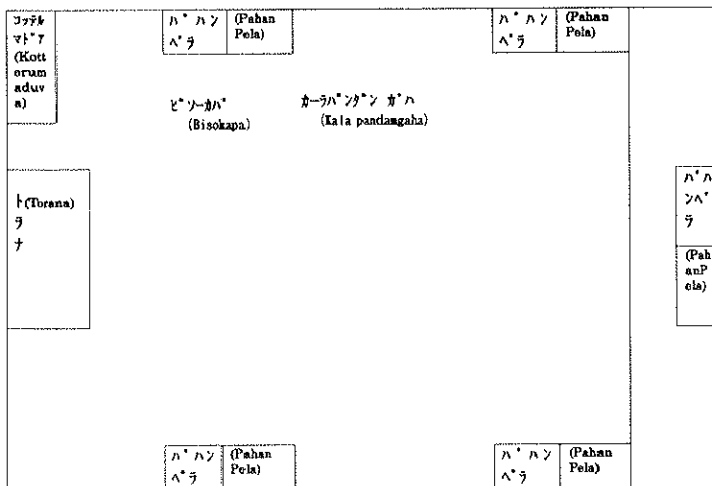 ｺｯﾃﾙ
ﾏﾄﾞｱ
(Kott
orum
aduv
a)
ﾊﾟﾊﾝ
ﾍﾟﾗ
(Pahan
Pela)
ﾊﾟﾊﾝ
ﾍﾟﾗ
(Pahan
Pela)
ﾋﾞｿｰｶﾊﾟ
(Bisokapa)
ｶｰﾗﾊﾟﾝﾀﾞﾝ ｶﾞﾊ
(Kala pandamgaha)
ﾄ(Torana)
ﾗ
ﾅ
ﾊﾟﾊ
ﾝﾍﾟ
ﾗ
(Pah
anP
ela)
ﾊﾟﾊﾝ
ﾍﾟﾗ
(Pahan
Pela)
ﾊﾟﾊﾝ
ﾍﾟﾗ
(Pahan
Pela)